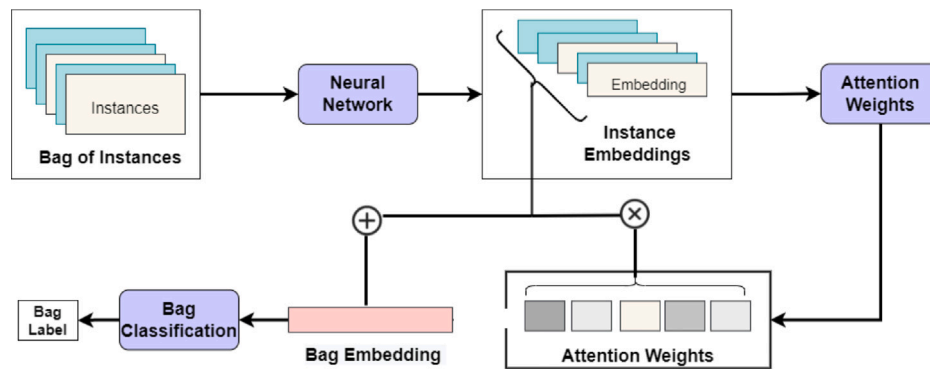 Instances
Bag of Instances
Neural
Network
Embedding
Instance
Embeddings
Attention
Weights
Bag
Label
Bag
Classification
Bag Embedding
Attention Weights